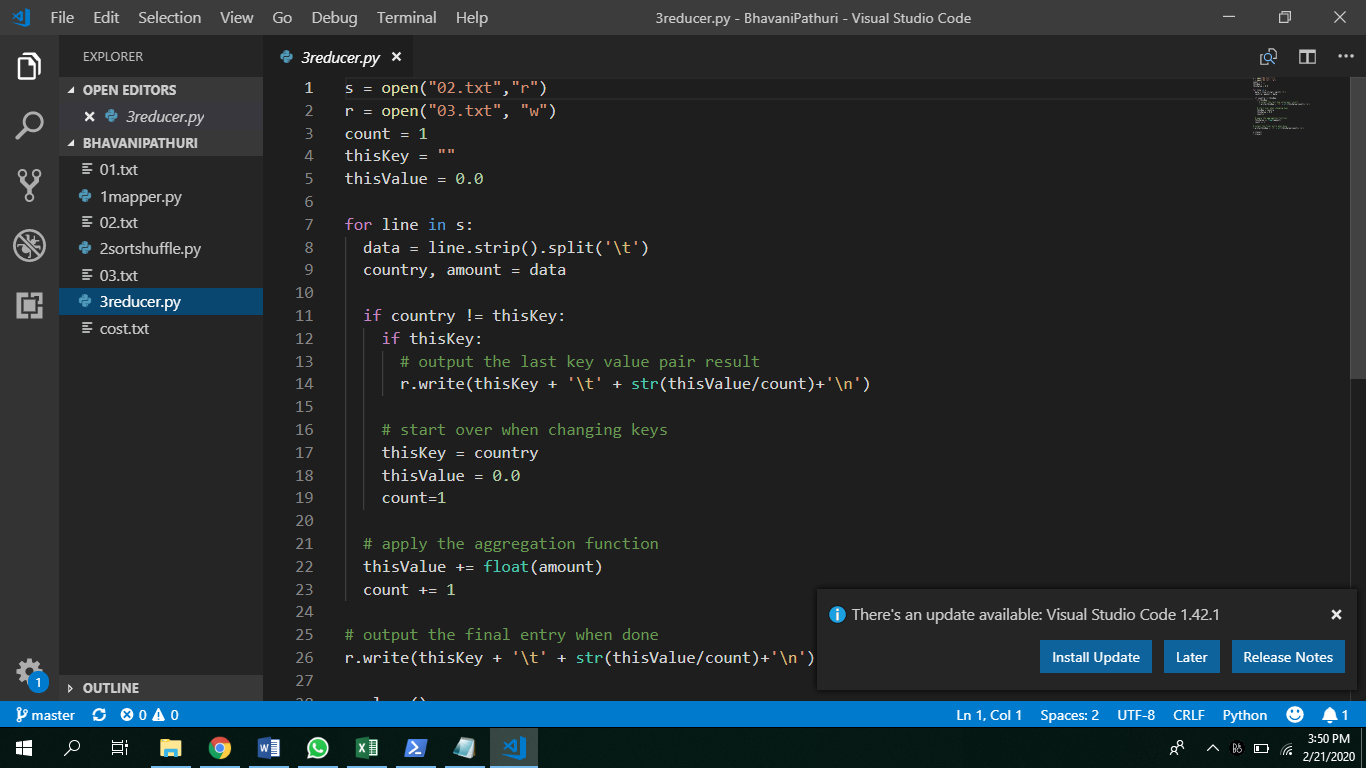 File Edit Selection View Go Debug Terminal Help
3reducer.py - BhavaniPathuri - Visual Studio Code
EXPLORER
OPEN EDITORS
3reducer.py
BHAVANIPATHURI
01.txt
1mapper.py
02.txt
2sortshuffle.py
03.txt
3reducer.py
cost.txt
OUTLINE
1
3reducer.py
1 s = open("02.txt","r")
2 r = open("03.txt", "w")
3 count = 1
4 thisKey = ""
5 thisValue = 0.0
6
7 for line in s:
8 data = line.strip().split('\t')
9 country, amount = data
10
11 if country != thisKey:
12 if thisKey:
13 # output the last key value pair result
14 r.write(thisKey + '\t' + str(thisValue/count)+'\n')
15
16 # start over when changing keys
17 thisKey = country
18 thisValue = 0.0
19 count=1
20
21 # apply the aggregation function
22 thisValue += float(amount)
23 count += 1
24
25 # output the final entry when done
26 r.write(thisKey + '\t' + str(thisValue/count)+'\n')
27
There's an update available: Visual Studio Code 1.42.1
Install Update Later Release Notes
master 0 0 Ln 1, Col 1 Spaces: 2 UTF-8 CRLF Python 1
3:50 PM
2/21/2020